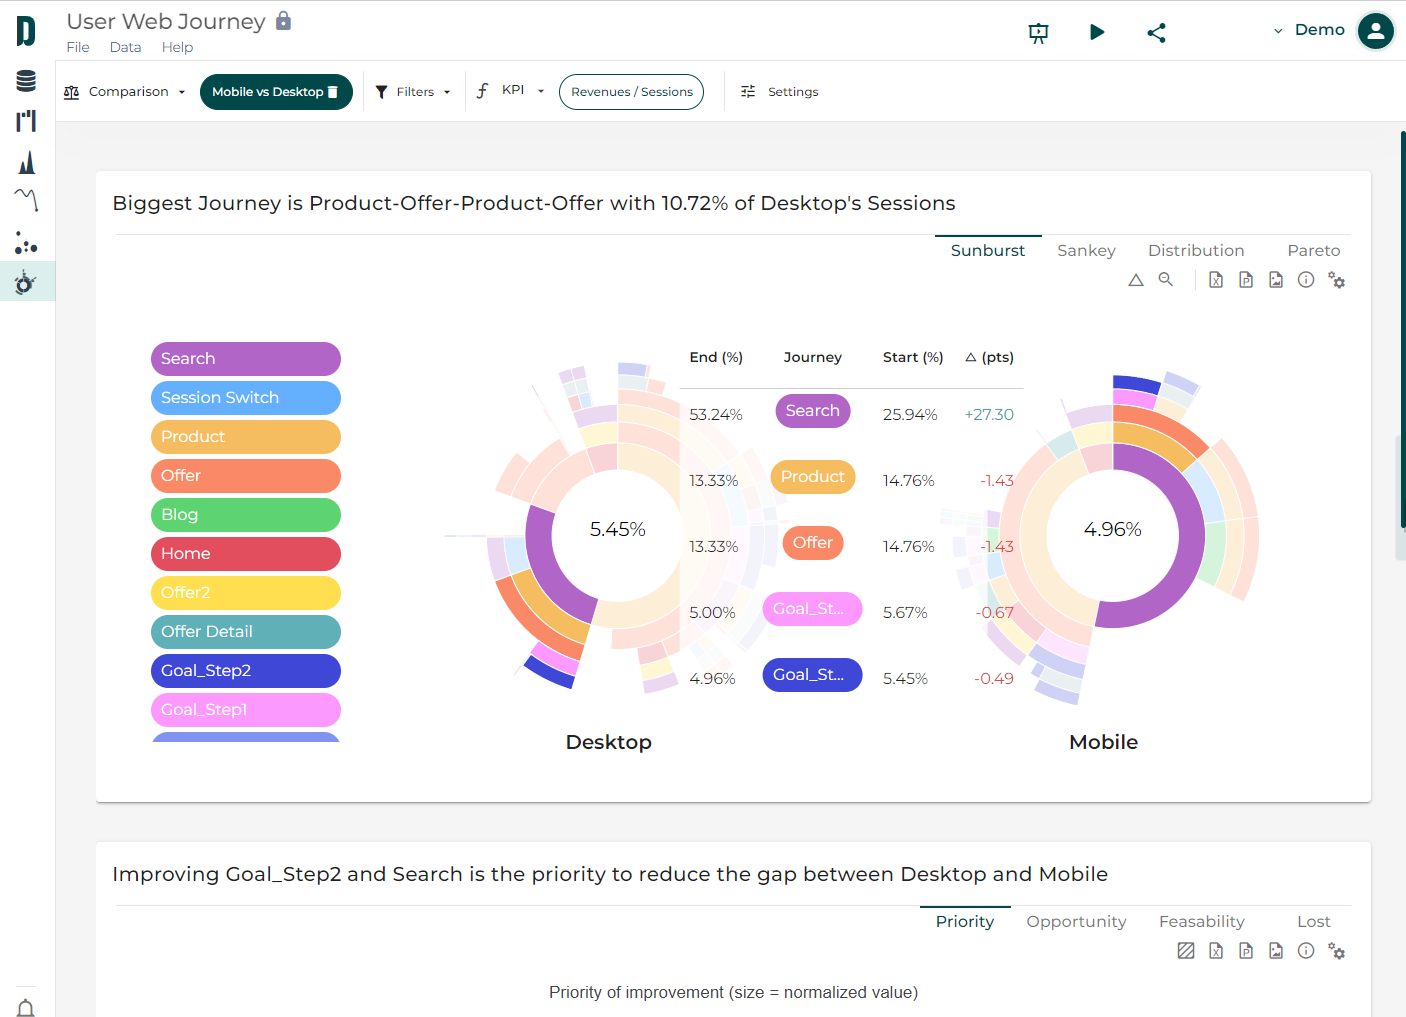 User Web Journey
File Data Help
Demo
Comparison Mobile vs Desktop Filters KPI Revenues / Sessions Settings
Biggest Journey is Product-Offer-Product-Offer with 10.72% of Desktop's Sessions
Sunburst Sankey Distribution Pareto
Search
Session Switch
Product
Offer
Blog
Home
Offer2
Offer Detail
Goal_Step2
Goal_Step1
5.45%
Desktop
End (%) Journey Start (%) △ (pts)
53.24% Search 25.94% +27.30
13.33% Product 14.76% -1.43
13.33% Offer 14.76% -1.43
5.00% Goal_St... 5.67% -0.67
4.96% Goal_St... 5.45% -0.49
4.96%
Mobile
Improving Goal_Step2 and Search is the priority to reduce the gap between Desktop and Mobile
Priority Opportunity Feasability Lost
Priority of improvement (size = normalized value)